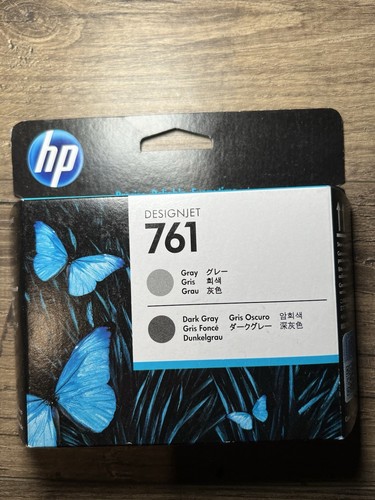 hp
DESIGNJET
761
Gray グレー
Gris 회색
Grau 灰色
Dark Gray Gris Oscuro 암회색
Gris Foncé ダークグレー 深灰色
Dunkelgrau